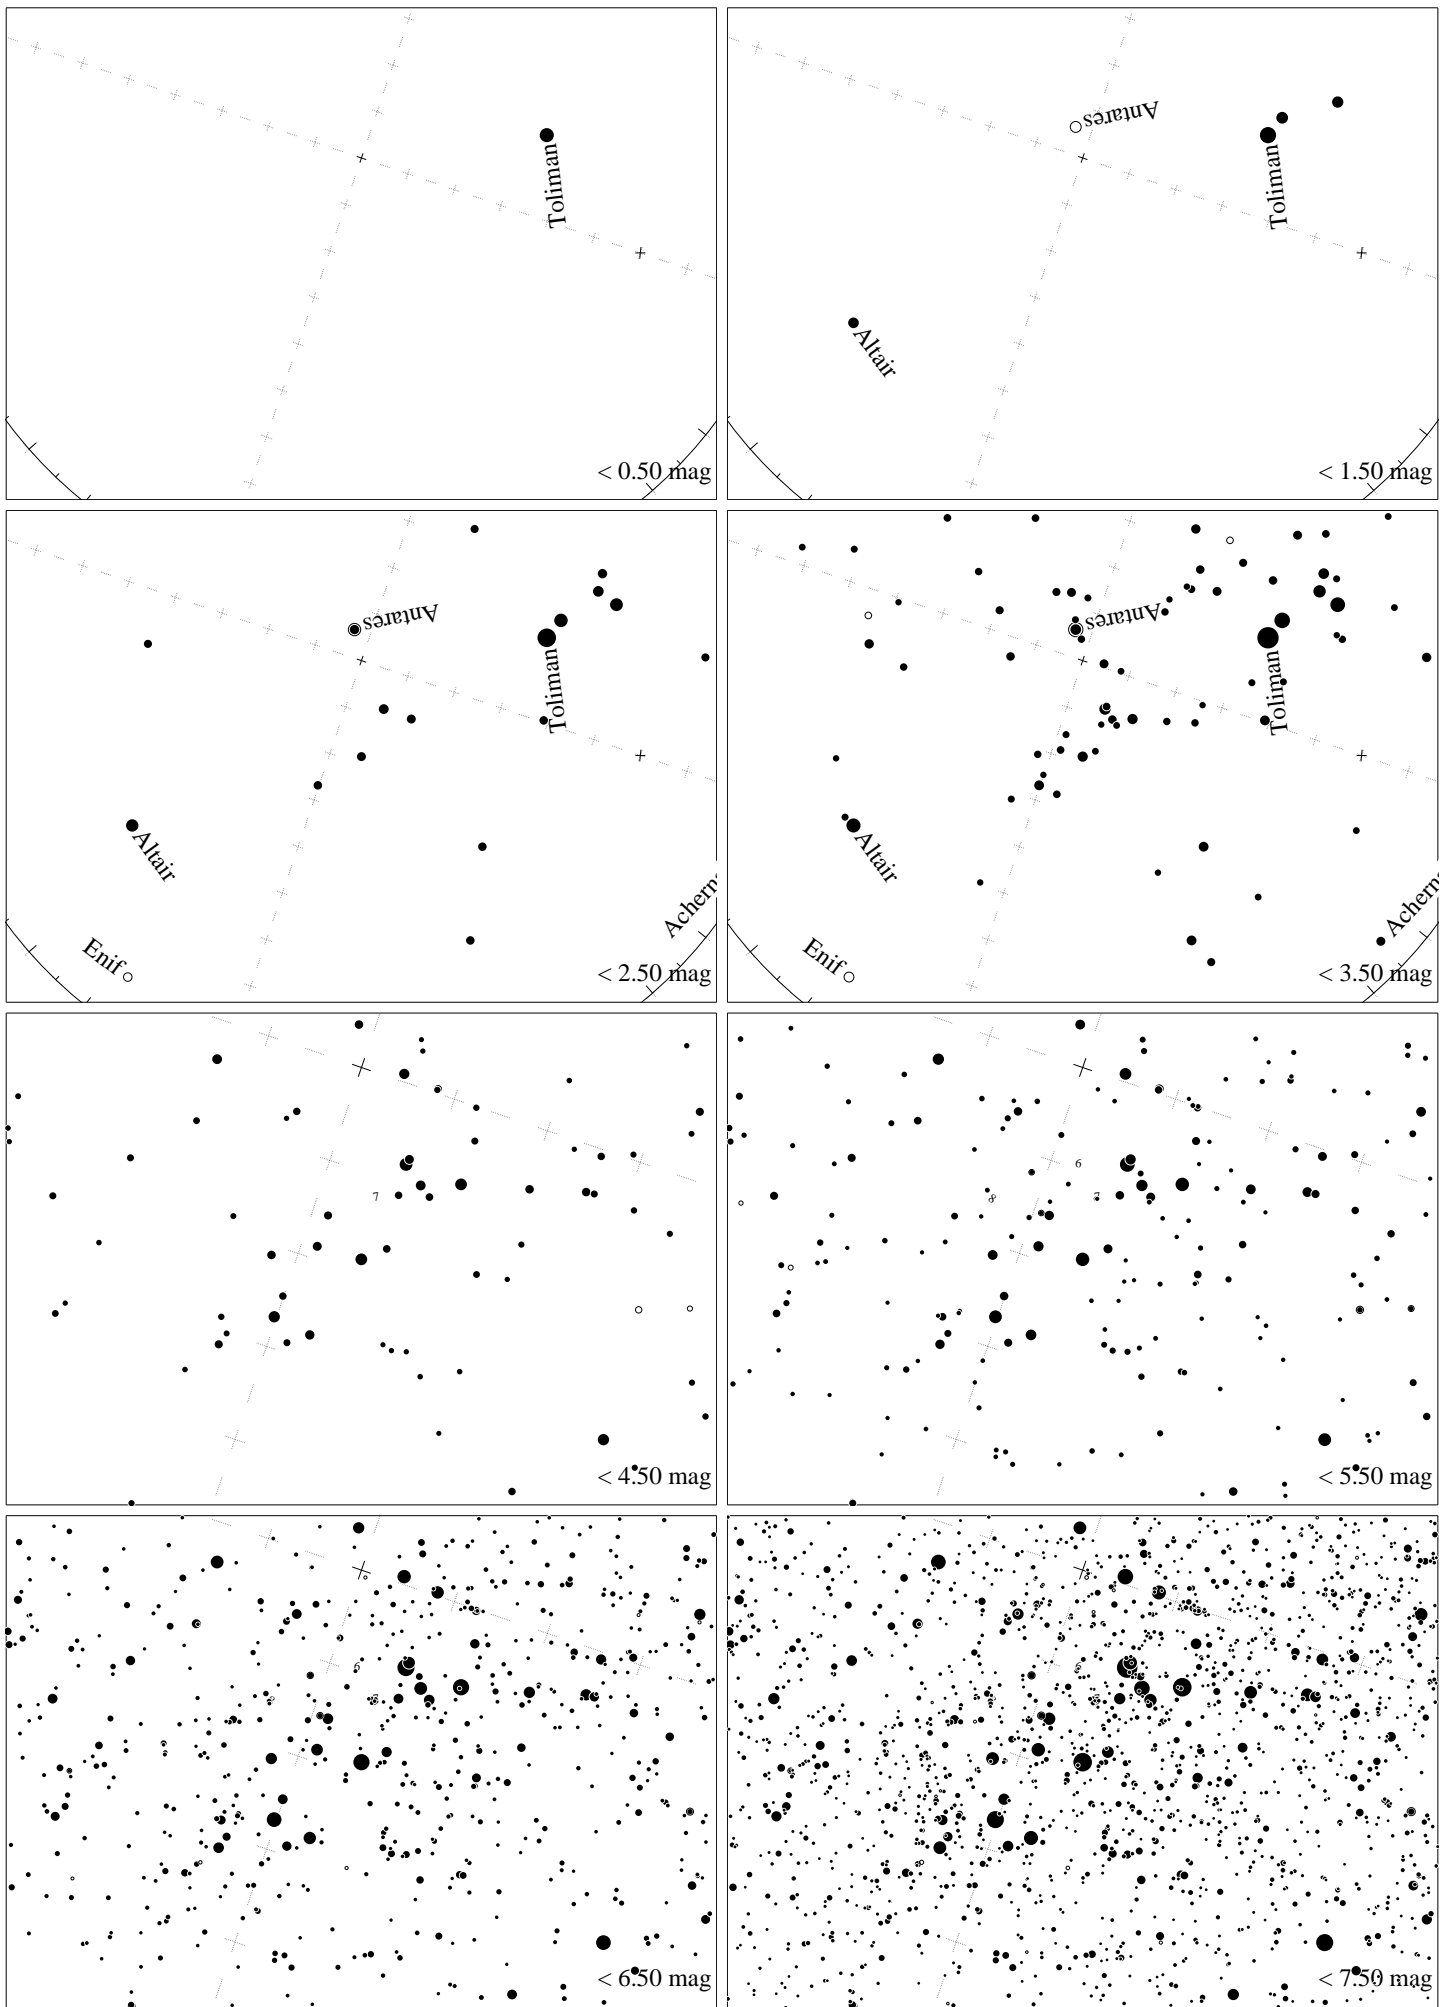 Toliman
< 0.50 mag
Antares
Toliman
Altair
< 1.50 mag
Antares
Toliman
Altair
Achern
Enif
< 2.50 mag
Antares
Toliman
Altair
Achern
Enif
< 3.50 mag
7
< 4.50 mag
6
8
7
< 5.50 mag
6
< 6.50 mag
< 7.50 mag